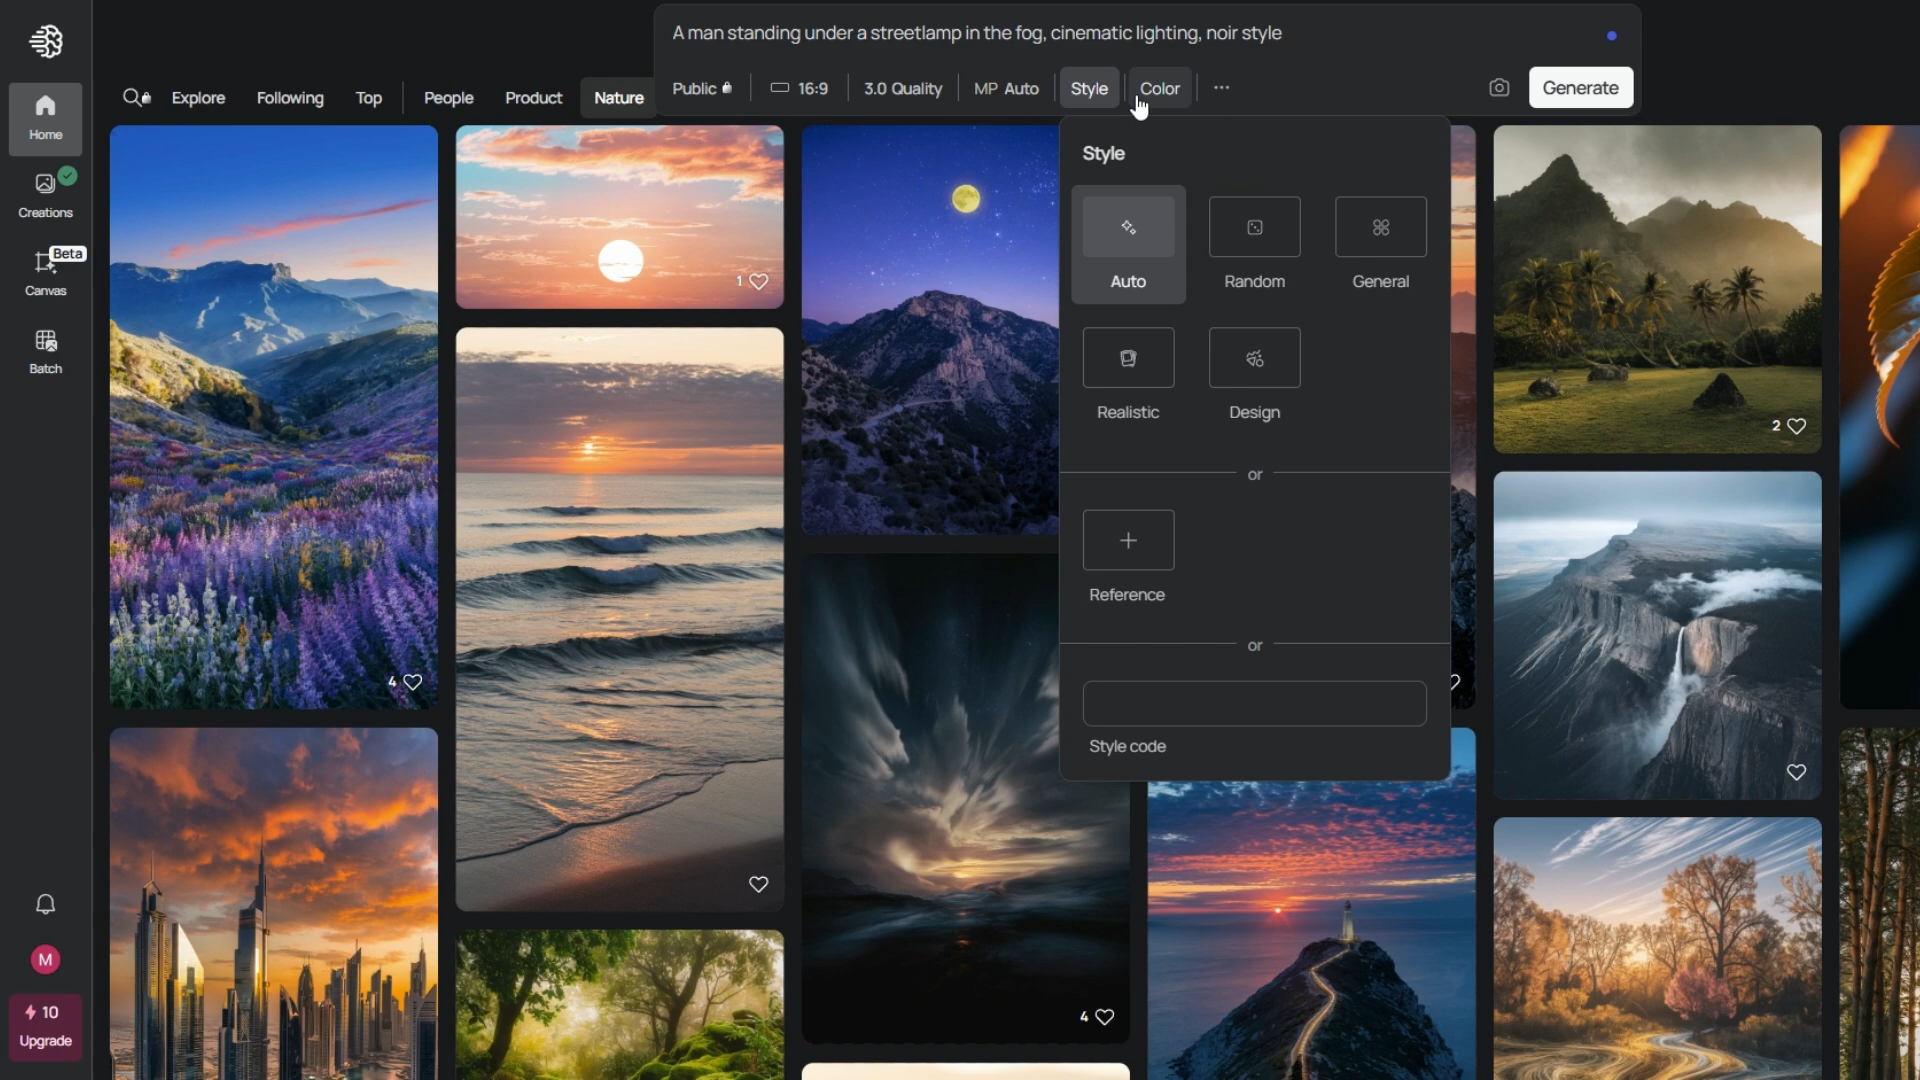 A man standing under a streetlamp in the fog, cinematic lighting, noir style
Public 16:9 3.0 Quality MP Auto Style Color ... Generate
Explore Following Top People Product Nature
Home
Creations
Beta
Canvas
Batch
Style
Auto Random General
Realistic Design
or
Reference
or
Style code
1
2
4
4
M
10
Upgrade